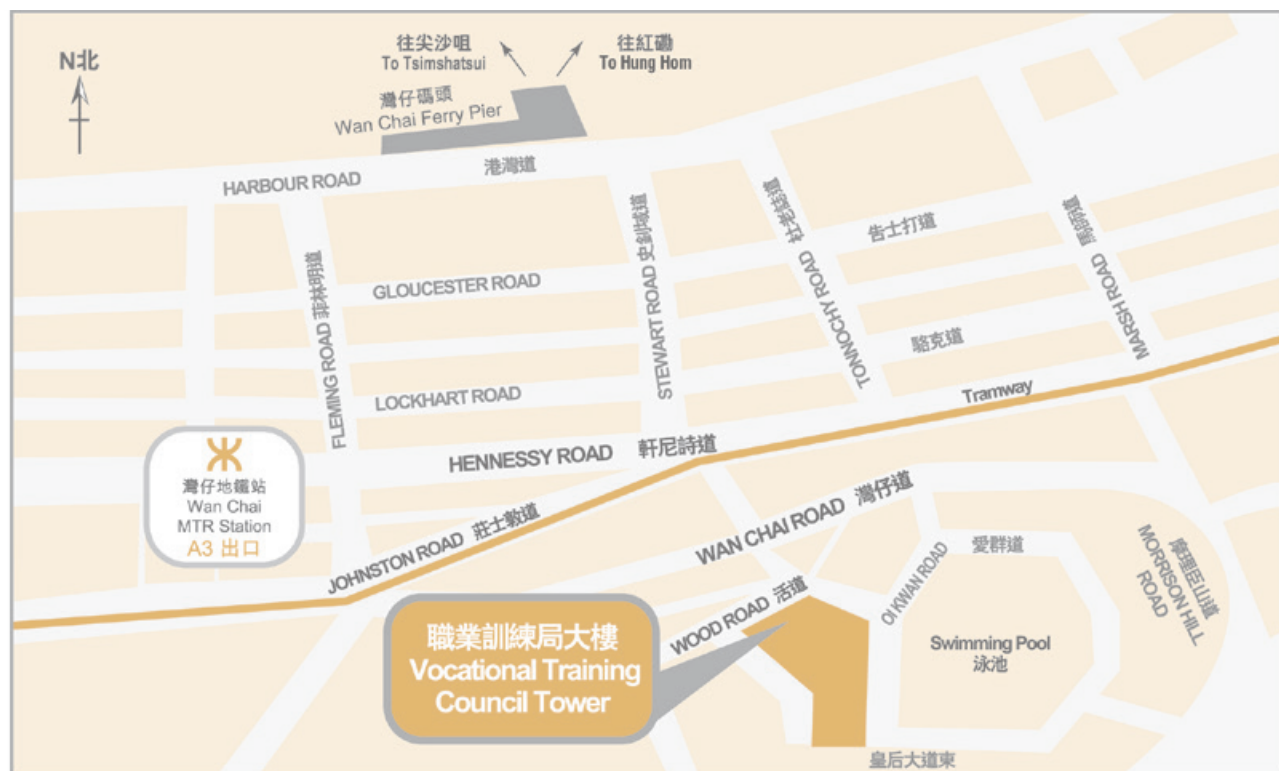 N北
往尖沙咀
To Tsimshatsui
往紅磡
To Hung Hom
灣仔碼頭
Wan Chai Ferry Pier
HARBOUR ROAD 港灣道
FLEMING ROAD 菲林明道
STEWART ROAD 史釗域道
TONNOCHY ROAD 杜老誌道
MARSH ROAD 馬師道
GLOUCESTER ROAD 告士打道
LOCKHART ROAD 駱克道
HENNESSY ROAD 軒尼詩道
Tramway
灣仔地鐵站
Wan Chai
MTR Station
A3 出口
JOHNSTON ROAD 莊士敦道
WAN CHAI ROAD 灣仔道
愛群道
OI KWAN ROAD
摩理臣山道
MORRISON HILL
ROAD
WOOD ROAD 活道
職業訓練局大樓
Vocational Training
Council Tower
Swimming Pool
泳池
皇后大道東